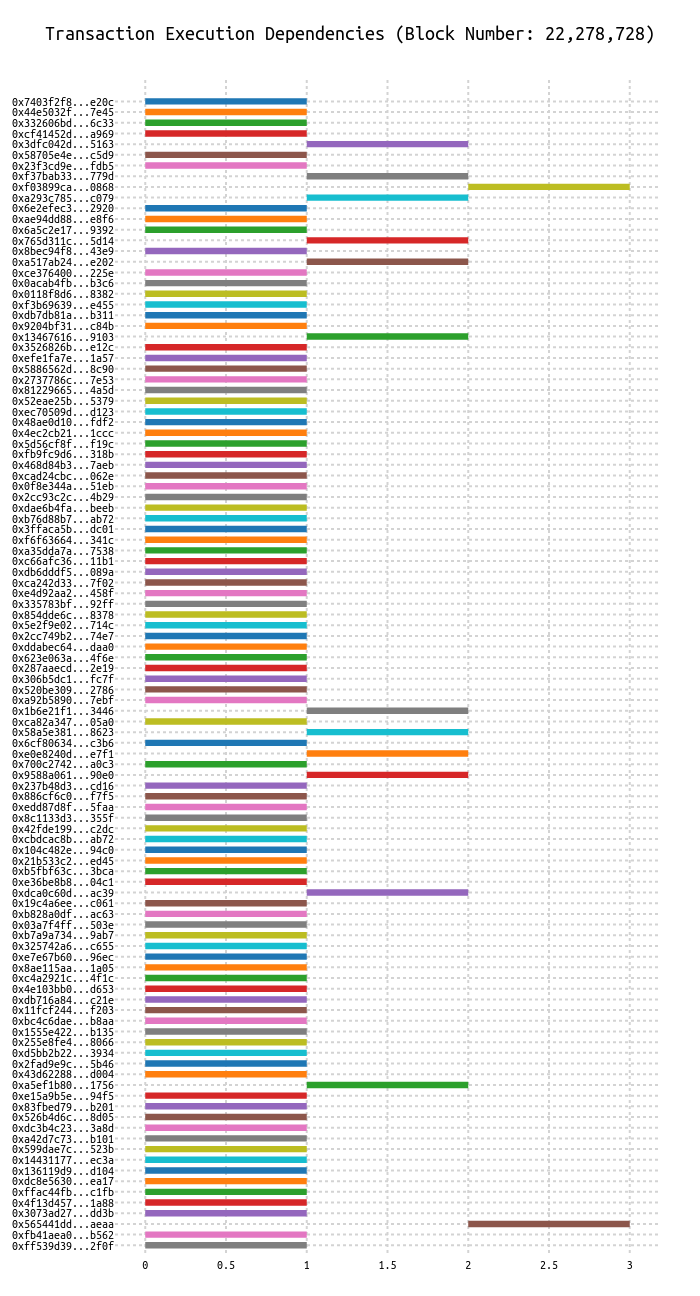 Transaction Execution Dependencies (Block Number: 22,278,728)
0x7403f2f8...e20c
0x44e5032f...7e45
0x332606bd...6c33
0xcf41452d...a969
0x3dfc042d...5163
0x58705e4e...c5d9
0x23f3cd9e...fdb5
0xf37bab33...779d
0xf03899ca...0868
0xa293c785...c079
0x6e2efec3...2920
0xae94dd88...e8f6
0x6a5c2e17...9392
0x765d311c...5d14
0x8bec94f8...43e9
0xa517ab24...e202
0xce376400...225e
0x0acab4fb...b3c6
0x0118f8d6...8382
0xf3b69639...e455
0xdb7db81a...b311
0x9204bf31...c84b
0x13467616...9103
0x3526826b...e12c
0xefe1fa7e...1a57
0x5886562d...8c90
0x2737786c...7e53
0x81229665...4a5d
0x52eae25b...5379
0xec70509d...d123
0x48ae0d10...fdf2
0x4ec2cb21...1ccc
0x5d56cf8f...f19c
0xfb9fc9d6...318b
0x468d84b3...7aeb
0xcad24cbc...062e
0x0f8e344a...51eb
0x2cc93c2c...4b29
0xdae6b4fa...beeb
0xb76d88b7...ab72
0x3ffaca5b...dc01
0xf6f63664...341c
0xa35dda7a...7538
0xc66afc36...11b1
0xdb6dddf5...089a
0xca242d33...7f02
0xe4d92aa2...458f
0x335783bf...92ff
0x854dde6c...8378
0x5e2f9e02...714c
0x2cc749b2...74e7
0xddabec64...daa0
0x623e063a...4f6e
0x287aaecd...2e19
0x306b5dc1...fc7f
0x520be309...2786
0xa92b5890...7ebf
0x1b6e21f1...3446
0xca82a347...05a0
0x58a5e381...8623
0x6cf80634...c3b6
0xe0e8240d...e7f1
0x700c2742...a0c3
0x9588a061...90e0
0x237b48d3...cd16
0x886cf6c0...f7f5
0xedd87d8f...5faa
0x8c1133d3...355f
0x42fde199...c2dc
0xcbdcac8b...ab72
0x104c482e...94c0
0x21b533c2...ed45
0xb5fbf63c...3bca
0xe36be8b8...04c1
0xdca0c60d...ac39
0x19c4a6ee...c061
0xb828a0df...ac63
0x03a7f4ff...503e
0xb7a9a734...9ab7
0x325742a6...c655
0xe7e67b60...96ec
0x8ae115aa...1a05
0xc4a2921c...4f1c
0x4e103bb0...d653
0xdb716a84...c21e
0x11fcf244...f203
0xbc4c6dae...b8aa
0x1555e422...b135
0x255e8fe4...8066
0xd5bb2b22...3934
0x2fad9e9c...5b46
0x43d62288...d004
0xa5ef1b80...1756
0xe15a9b5e...94f5
0x83fbed79...b201
0x526b4d6c...8d05
0xdc3b4c23...3a8d
0xa42d7c73...b101
0x599dae7c...523b
0x14431177...ec3a
0x136119d9...d104
0xdc8e5630...ea17
0xffac44fb...c1fb
0x4f13d457...1a88
0x3073ad27...dd3b
0x565441dd...aeaa
0xfb41aea0...b562
0xff539d39...2f0f
0 0.5 1 1.5 2 2.5 3